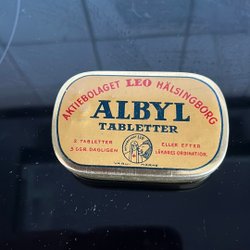 AKTIEBOLAGET LEO HÄLSINGBORG
ALBYL
TABLETTER
2 TABLETTER
3 GGR DAGLIGEN
ELLER EFTER
LÄKARES ORDINATION.